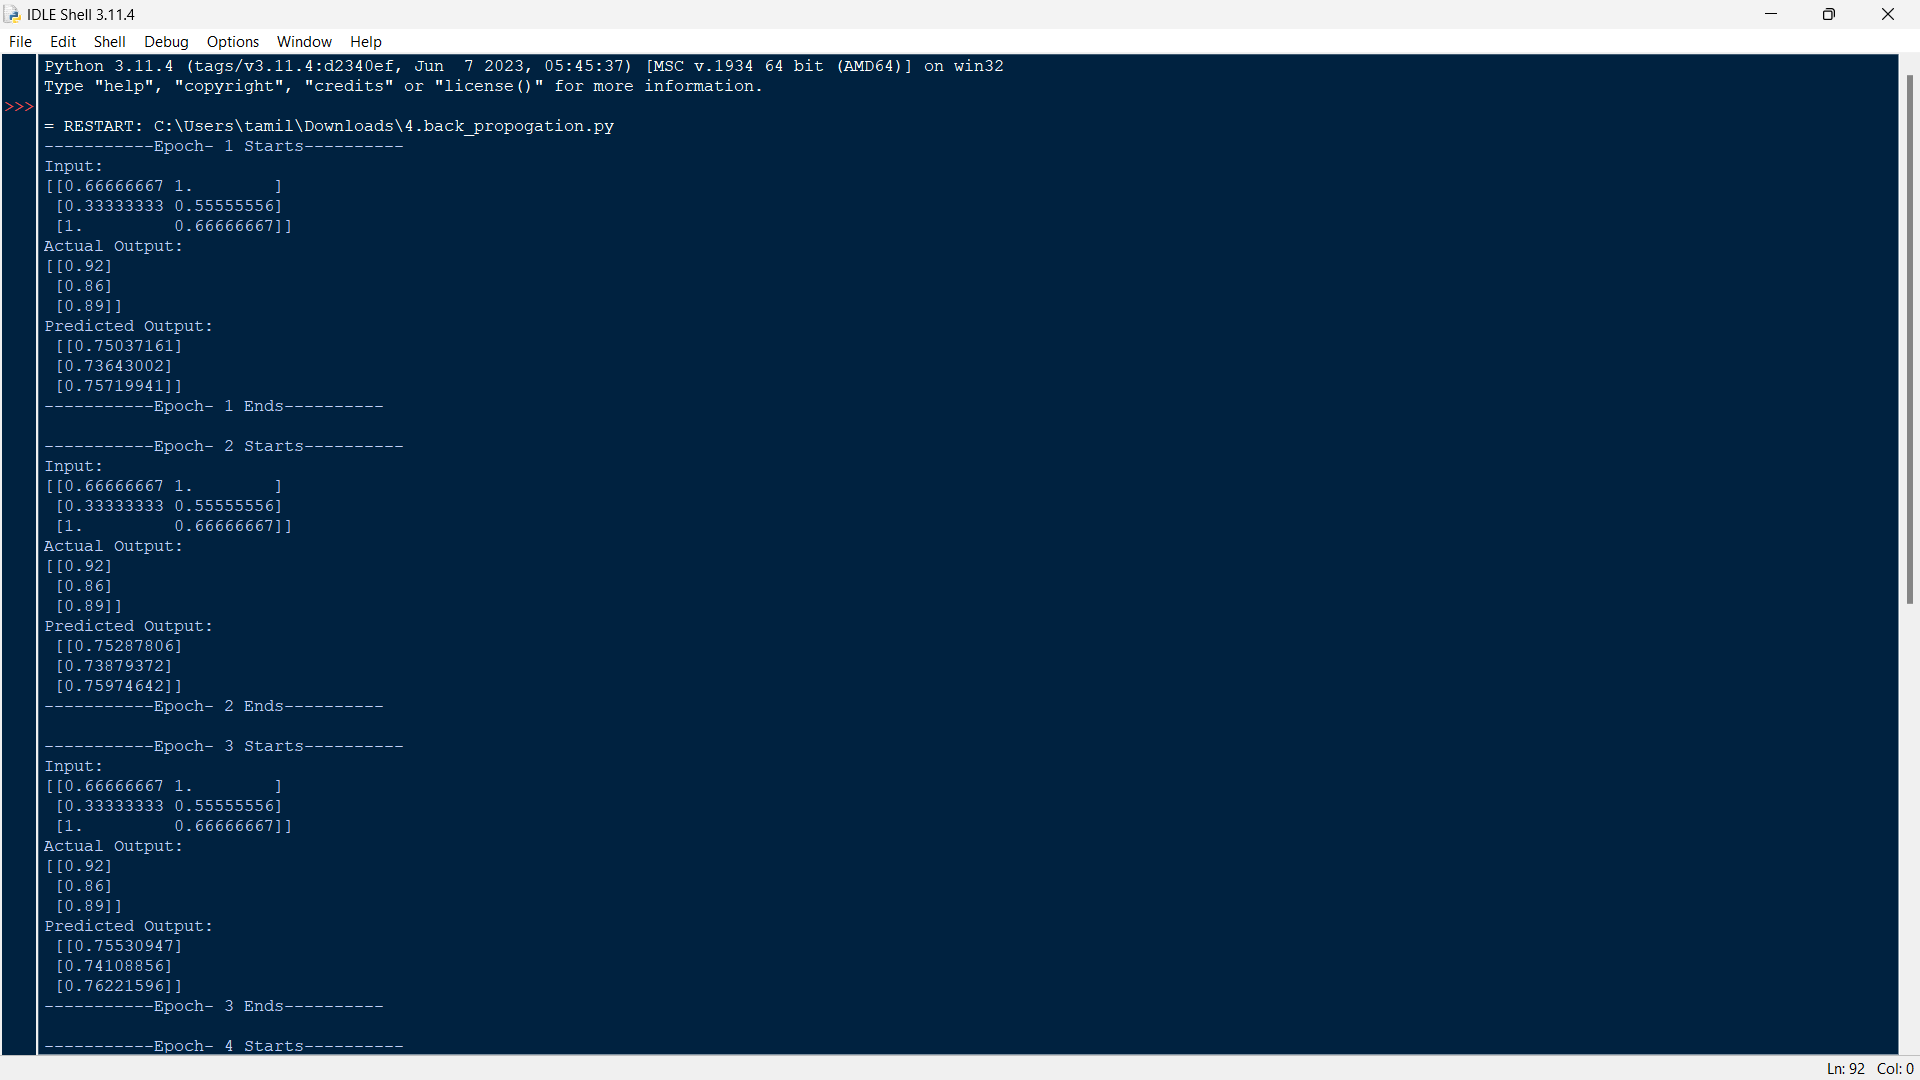 IDLE Shell 3.11.4
File Edit Shell Debug Options Window Help
Python 3.11.4 (tags/v3.11.4:d2340ef, Jun  7 2023, 05:45:37) [MSC v.1934 64 bit (AMD64)] on win32
Type "help", "copyright", "credits" or "license()" for more information.
>>>
= RESTART: C:\Users\tamil\Downloads\4.back_propogation.py
-----------Epoch- 1 Starts----------
Input:
[[0.66666667 1.        ]
 [0.33333333 0.55555556]
 [1.         0.66666667]]
Actual Output:
[[0.92]
 [0.86]
 [0.89]]
Predicted Output:
 [[0.75037161]
 [0.73643002]
 [0.75719941]]
-----------Epoch- 1 Ends----------

-----------Epoch- 2 Starts----------
Input:
[[0.66666667 1.        ]
 [0.33333333 0.55555556]
 [1.         0.66666667]]
Actual Output:
[[0.92]
 [0.86]
 [0.89]]
Predicted Output:
 [[0.75287806]
 [0.73879372]
 [0.75974642]]
-----------Epoch- 2 Ends----------

-----------Epoch- 3 Starts----------
Input:
[[0.66666667 1.        ]
 [0.33333333 0.55555556]
 [1.         0.66666667]]
Actual Output:
[[0.92]
 [0.86]
 [0.89]]
Predicted Output:
 [[0.75530947]
 [0.74108856]
 [0.76221596]]
-----------Epoch- 3 Ends----------

-----------Epoch- 4 Starts----------
Ln: 92 Col: 0